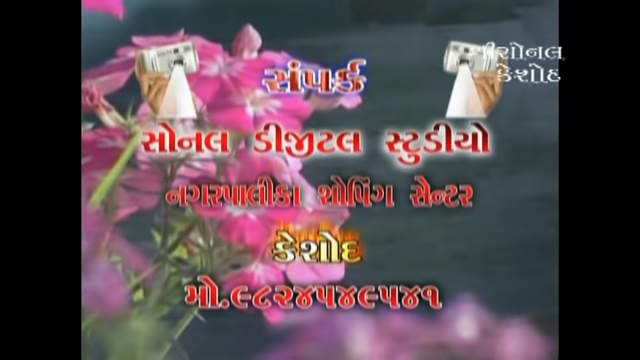 સંપર્ક
શ્રી સોનલ
કેશોદ
સોનલ ડીજીટલ સ્ટુડીયો
નગરપાલીકા શોપિંગ સેન્ટર
કેશોદ
મો.૯૮૨૪૫૪૯૫૪૧